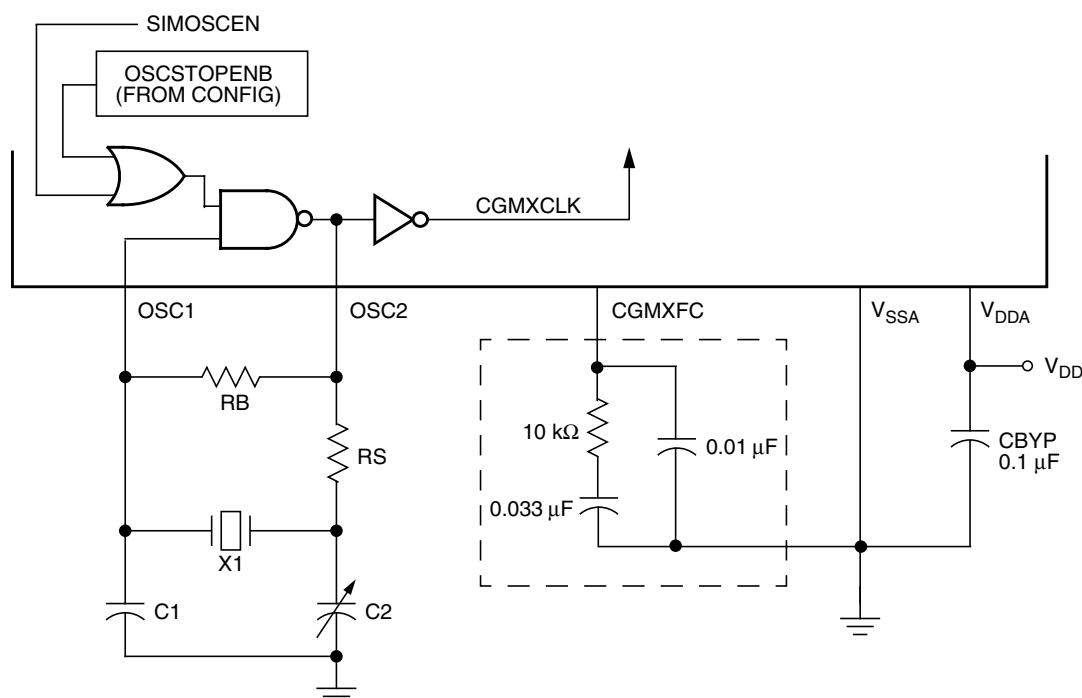 SIMOSCEN
OSCSTOPENB
(FROM CONFIG)
CGMXCLK
OSC1
OSC2
CGMXFC
VSSA
VDDA
VDD
RB
RS
10 kΩ
0.01 µF
CBYP
0.1 µF
0.033 µF
X1
C1
C2